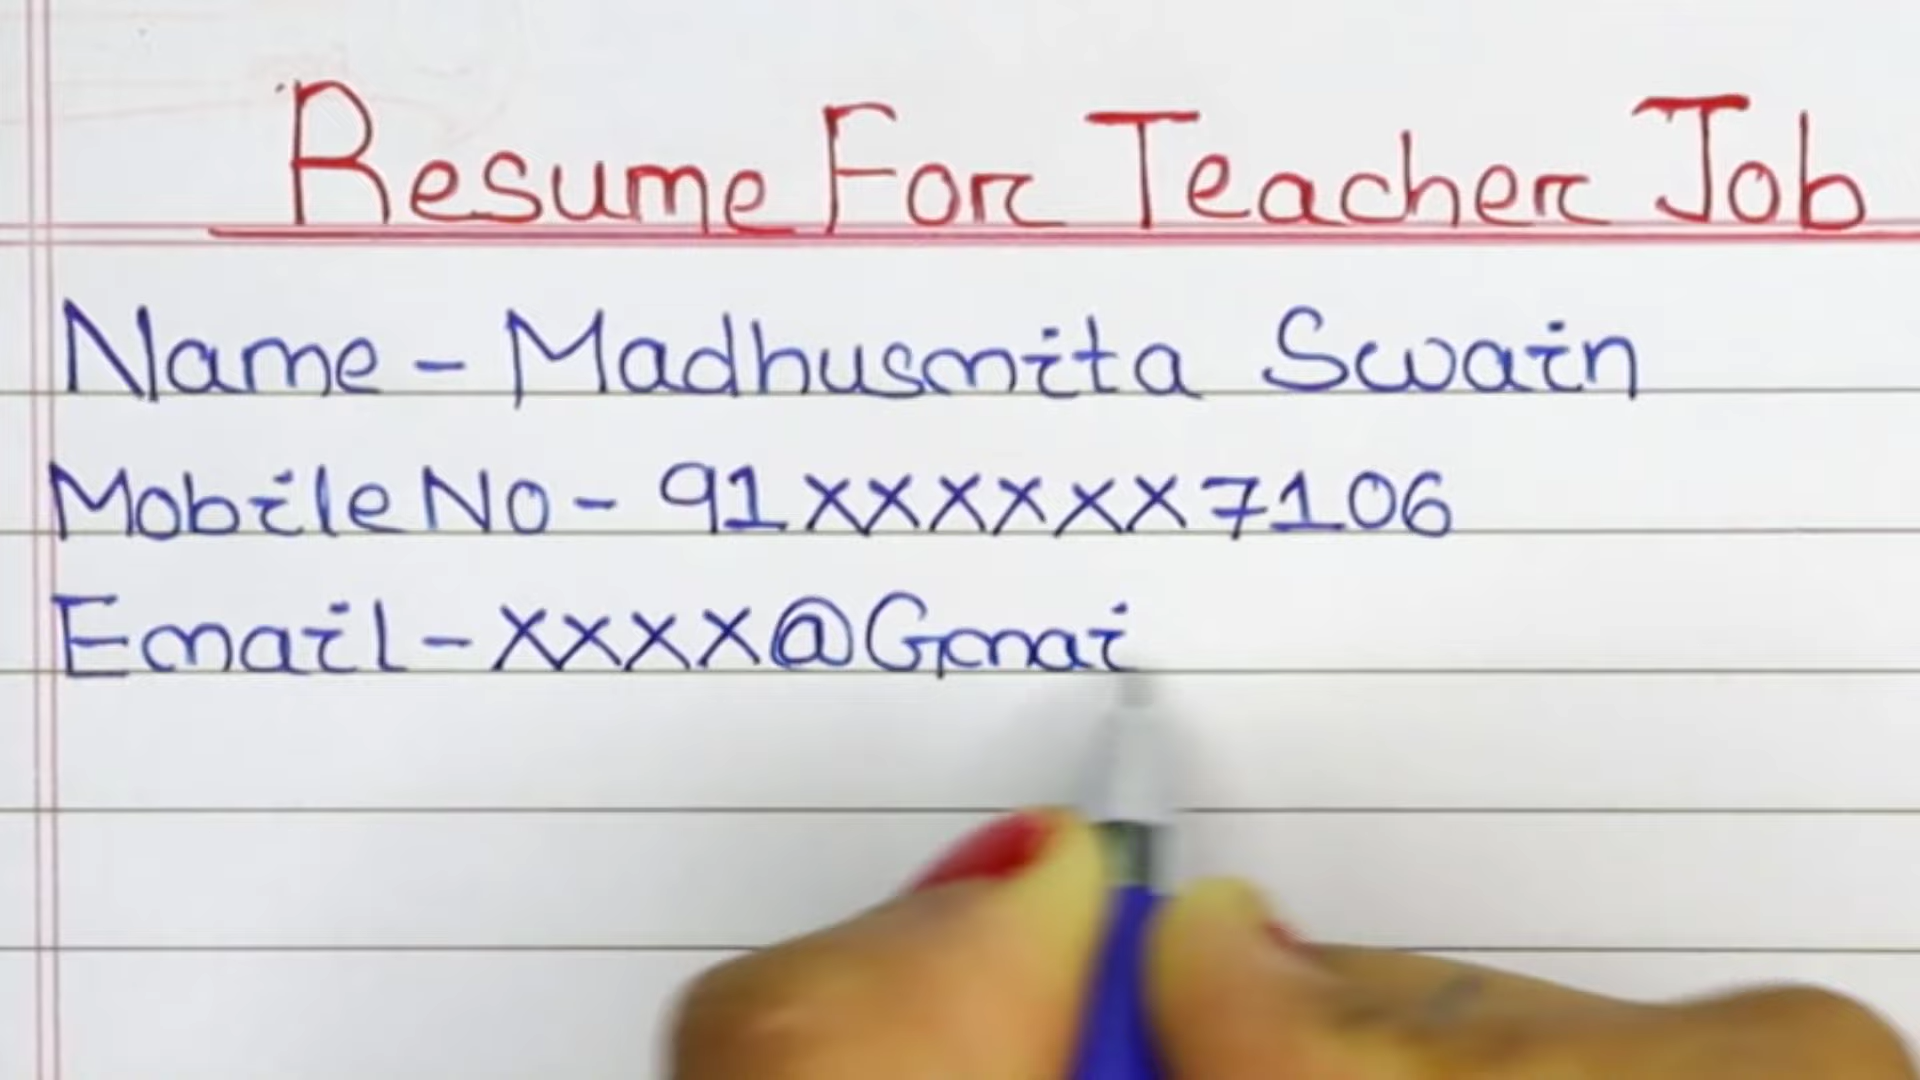 Resume For Teacher Job
Name - Madhusmita Swain
Mobile No - 91xxxxxx7106
Email - xxxx@Gmai